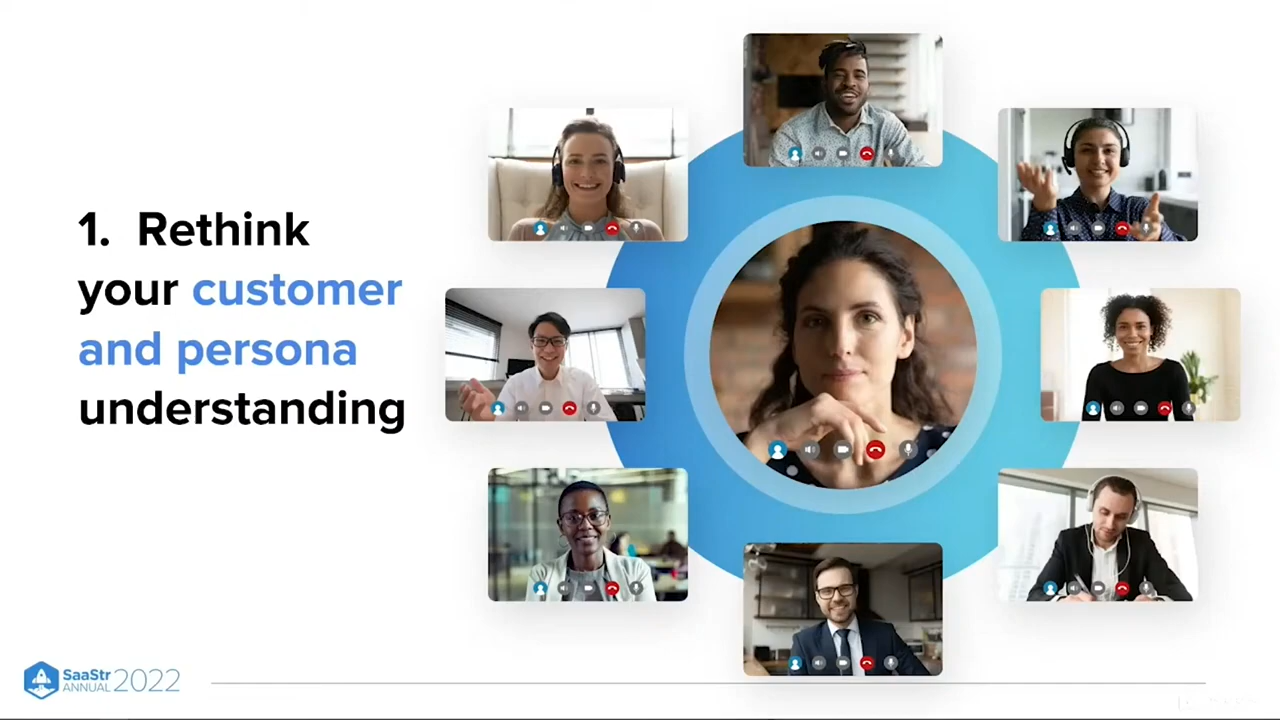 1. Rethink
your customer
and persona
understanding
SaaStr
ANNUAL 2022